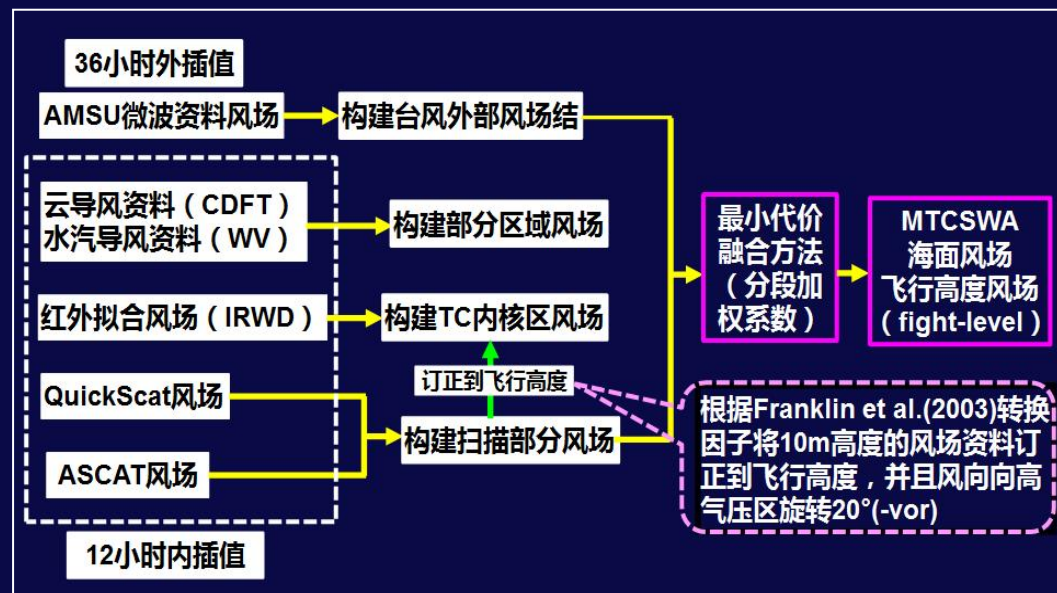 36小时外插值
AMSU微波资料风场
构建台风外部风场结
云导风资料（CDFT）
水汽导风资料（WV）
构建部分区域风场
红外拟合风场（IRWD）
构建TC内核区风场
订正到飞行高度
QuickScat风场
构建扫描部分风场
ASCAT风场
12小时内插值
最小代价
融合方法
（分段加
权系数）
MTCSWA
海面风场
飞行高度风场
（fight-level）
根据Franklin et al.(2003)转换
因子将10m高度的风场资料订
正到飞行高度，并且风向向高
气压区旋转20°(-vor)